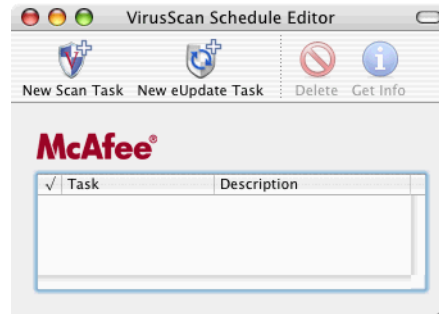 VirusScan Schedule Editor
New Scan Task New eUpdate Task Delete Get Info
McAfee®
√ Task Description